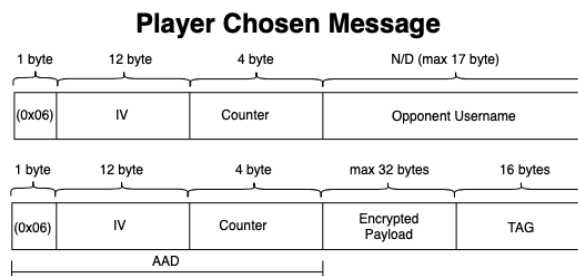 Player Chosen Message
1 byte 12 byte 4 byte N/D (max 17 byte)
(0x06) IV Counter Opponent Username
1 byte 12 byte 4 byte max 32 bytes 16 bytes
(0x06) IV Counter Encrypted Payload TAG
AAD